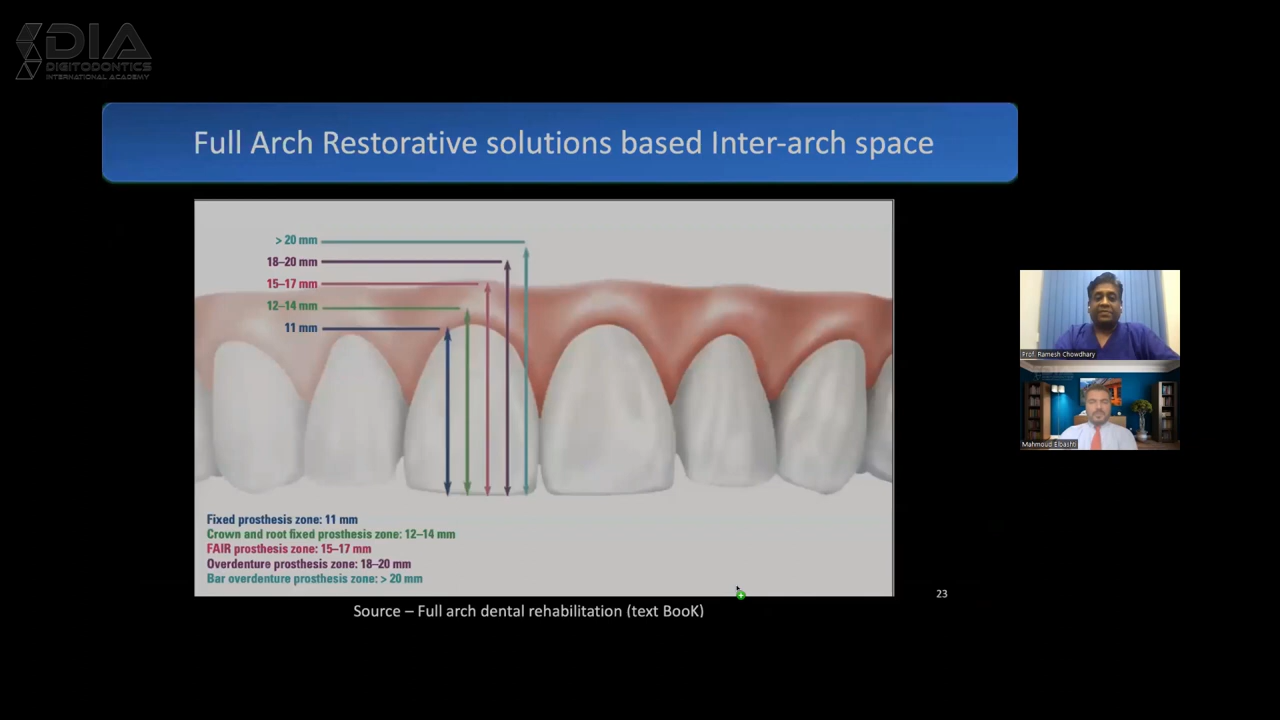 DIA
DIGITODONTICS
INTERNATIONAL ACADEMY
Full Arch Restorative solutions based Inter-arch space
> 20 mm
18–20 mm
15–17 mm
12–14 mm
11 mm
Fixed prosthesis zone: 11 mm
Crown and root fixed prosthesis zone: 12–14 mm
FAIR prosthesis zone: 15–17 mm
Overdenture prosthesis zone: 18–20 mm
Bar overdenture prosthesis zone: > 20 mm
Source – Full arch dental rehabilitation (text BooK)
23
Prof. Ramesh Chowdhary
Mahmoud Elbashti